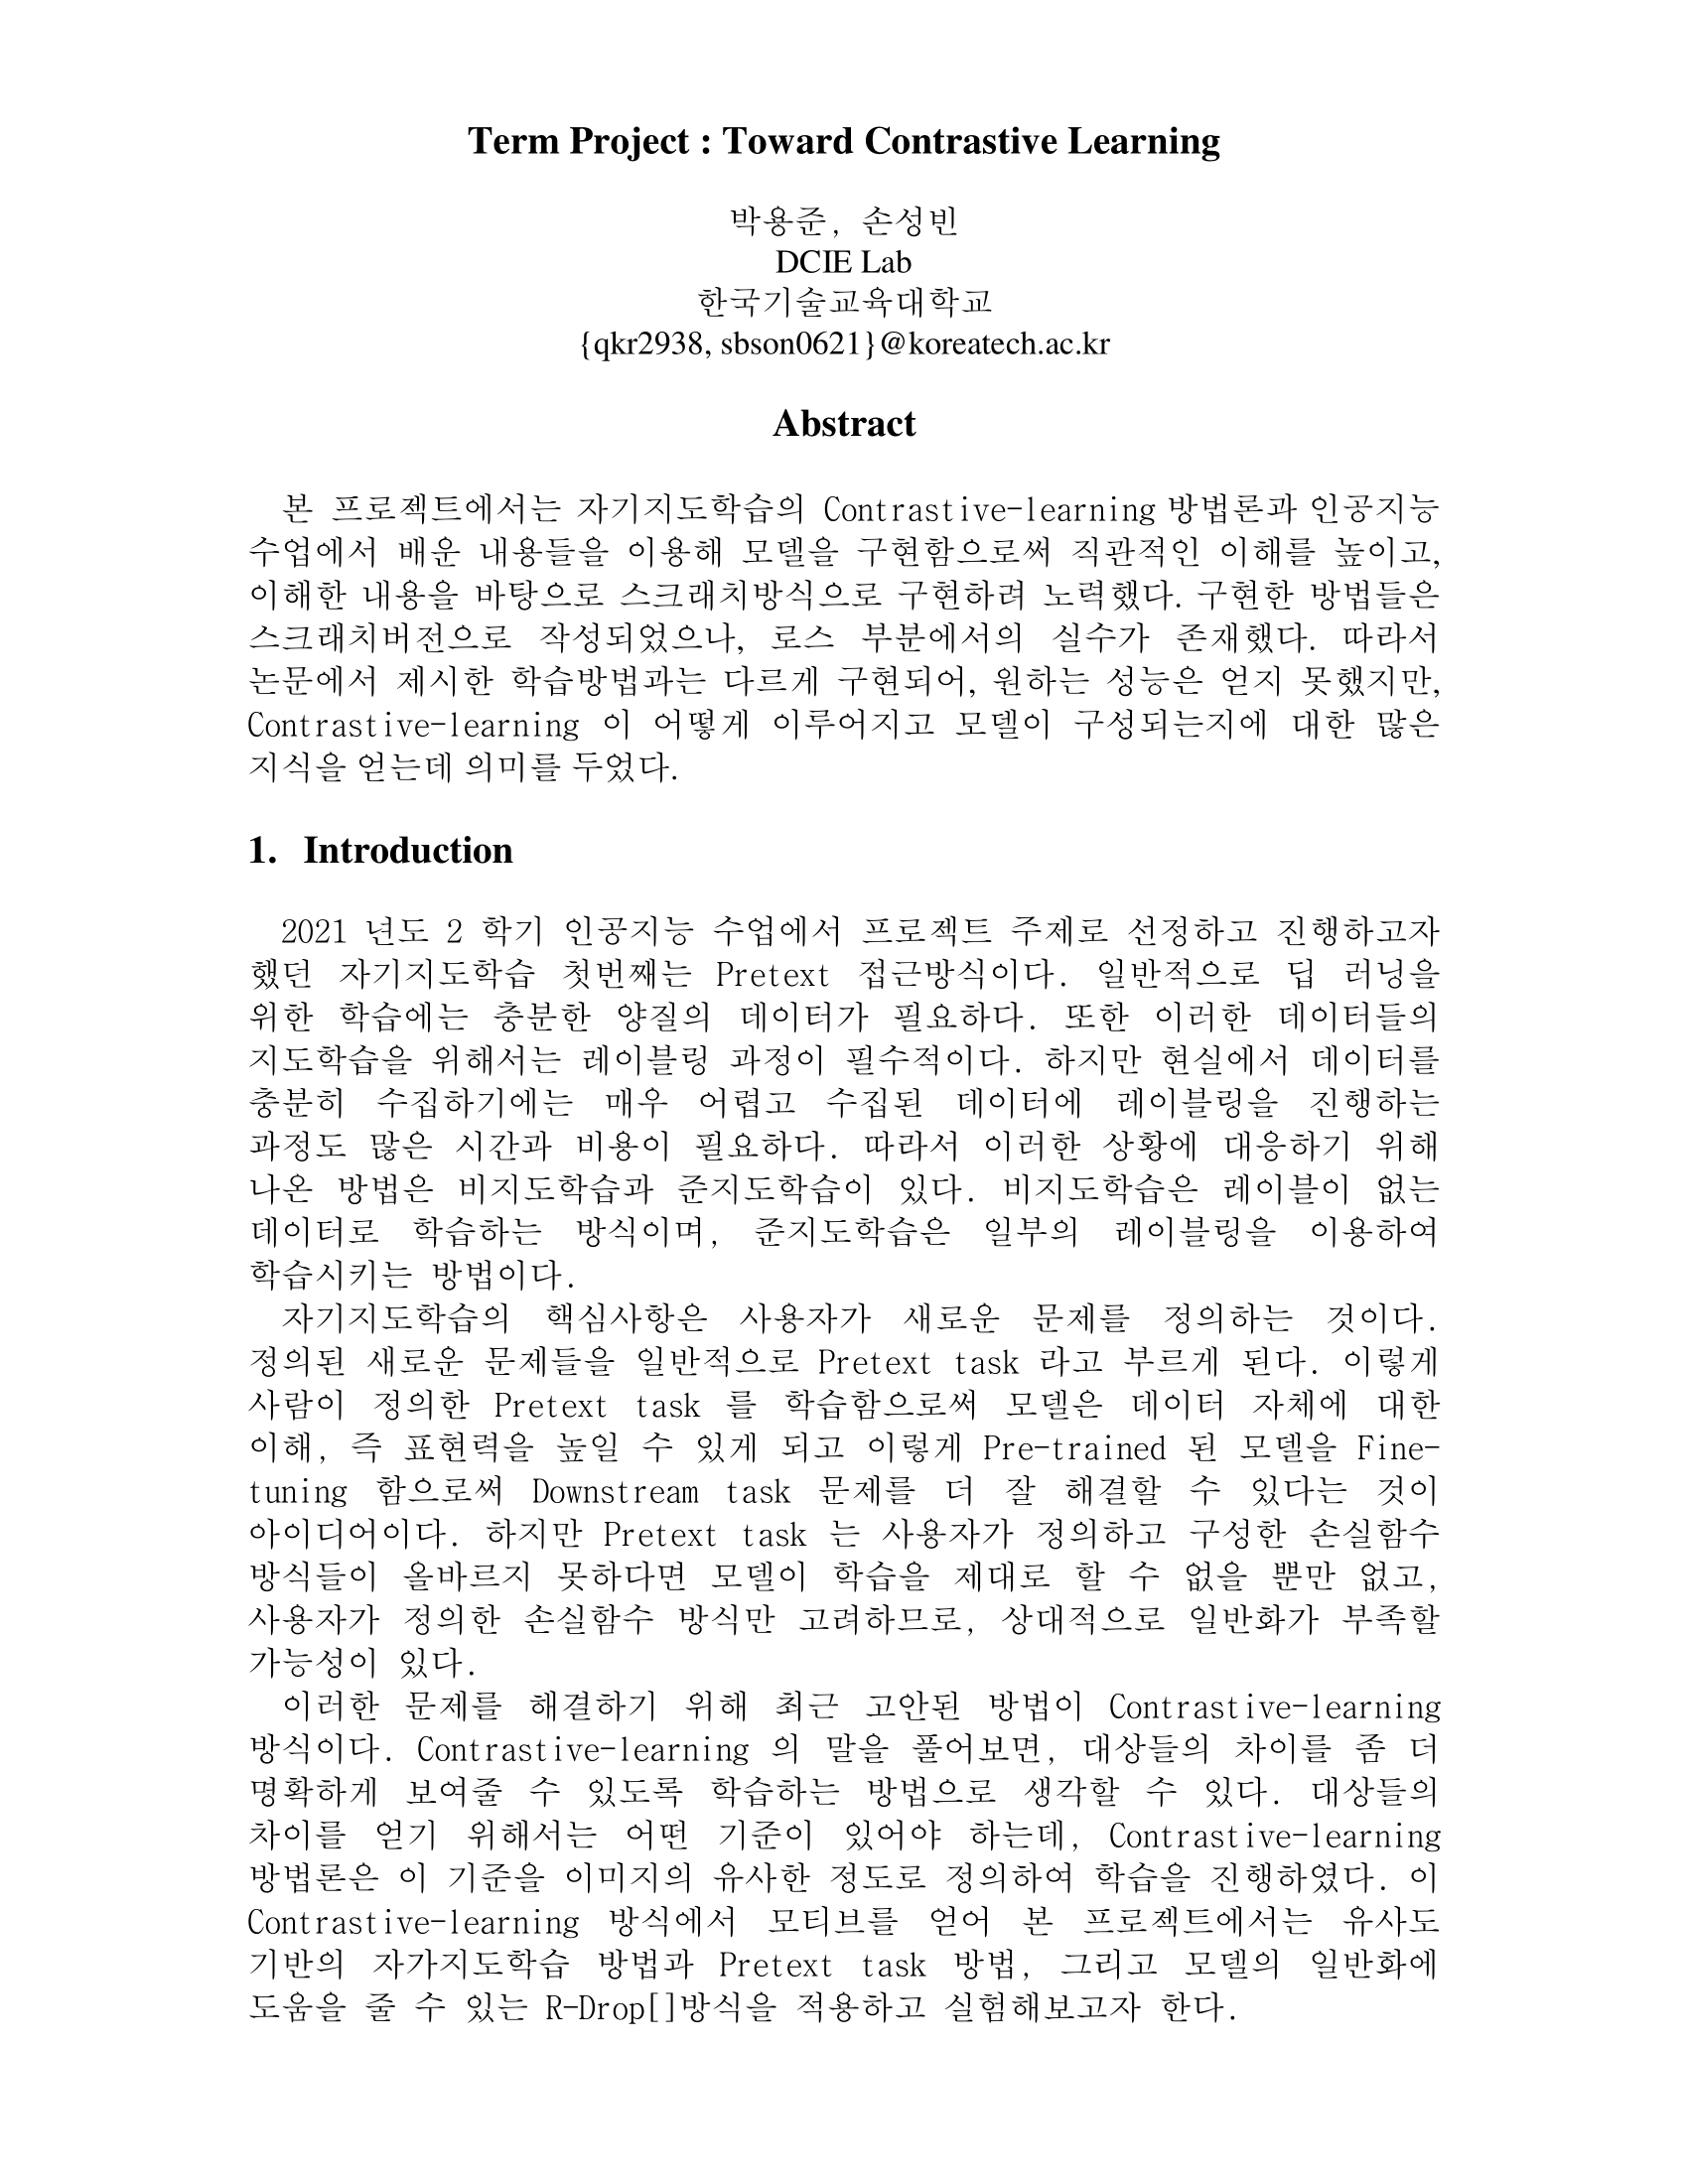 Term Project : Toward Contrastive Learning
박용준, 손성빈
DCIE Lab
한국기술교육대학교
{qkr2938, sbson0621}@koreatech.ac.kr
Abstract
본 프로젝트에서는 자기지도학습의 Contrastive-learning 방법론과 인공지능
수업에서 배운 내용들을 이용해 모델을 구현함으로써 직관적인 이해를 높이고,
이해한 내용을 바탕으로 스크래치방식으로 구현하려 노력했다. 구현한 방법들은
스크래치버전으로 작성되었으나, 로스 부분에서의 실수가 존재했다. 따라서
논문에서 제시한 학습방법과는 다르게 구현되어, 원하는 성능은 얻지 못했지만,
Contrastive-learning 이 어떻게 이루어지고 모델이 구성되는지에 대한 많은
지식을 얻는데 의미를 두었다.
1. Introduction
2021 년도 2 학기 인공지능 수업에서 프로젝트 주제로 선정하고 진행하고자
했던 자기지도학습 첫번째는 Pretext 접근방식이다. 일반적으로 딥 러닝을
위한 학습에는 충분한 양질의 데이터가 필요하다. 또한 이러한 데이터들의
지도학습을 위해서는 레이블링 과정이 필수적이다. 하지만 현실에서 데이터를
충분히 수집하기에는 매우 어렵고 수집된 데이터에 레이블링을 진행하는
과정도 많은 시간과 비용이 필요하다. 따라서 이러한 상황에 대응하기 위해
나온 방법은 비지도학습과 준지도학습이 있다. 비지도학습은 레이블이 없는
데이터로 학습하는 방식이며, 준지도학습은 일부의 레이블링을 이용하여
학습시키는 방법이다.
자기지도학습의 핵심사항은 사용자가 새로운 문제를 정의하는 것이다.
정의된 새로운 문제들을 일반적으로 Pretext task 라고 부르게 된다. 이렇게
사람이 정의한 Pretext task 를 학습함으로써 모델은 데이터 자체에 대한
이해, 즉 표현력을 높일 수 있게 되고 이렇게 Pre-trained 된 모델을 Fine-
tuning 함으로써 Downstream task 문제를 더 잘 해결할 수 있다는 것이
아이디어이다. 하지만 Pretext task 는 사용자가 정의하고 구성한 손실함수
방식들이 올바르지 못하다면 모델이 학습을 제대로 할 수 없을 뿐만 없고,
사용자가 정의한 손실함수 방식만 고려하므로, 상대적으로 일반화가 부족할
가능성이 있다.
이러한 문제를 해결하기 위해 최근 고안된 방법이 Contrastive-learning
방식이다. Contrastive-learning 의 말을 풀어보면, 대상들의 차이를 좀 더
명확하게 보여줄 수 있도록 학습하는 방법으로 생각할 수 있다. 대상들의
차이를 얻기 위해서는 어떤 기준이 있어야 하는데, Contrastive-learning
방법론은 이 기준을 이미지의 유사한 정도로 정의하여 학습을 진행하였다. 이
Contrastive-learning 방식에서 모티브를 얻어 본 프로젝트에서는 유사도
기반의 자가지도학습 방법과 Pretext task 방법, 그리고 모델의 일반화에
도움을 줄 수 있는 R-Drop[]방식을 적용하고 실험해보고자 한다.